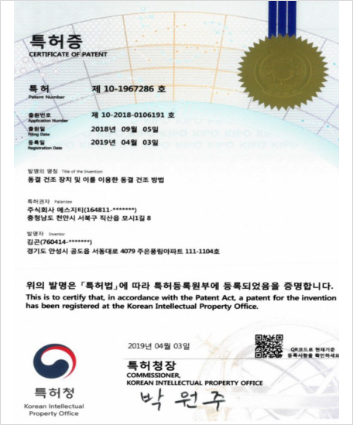 특허증
CERTIFICATE OF PATENT
특허 제 10-1967286 호
Patent Number
출원번호 제 10-2018-0106191 호
Application Number
출원일 2018년 09월 05일
Filing Date
등록일 2019년 04월 03일
Registration Date
발명의 명칭 Title of the Invention
동결 건조 장치 및 이를 이용한 동결 건조 방법
특허권자 Patentee
주식회사 에스지티(164811-*******)
충청남도 천안시 서북구 직산읍 모시1길 8
발명자 Inventor
김곤(760414-*******)
경기도 안성시 공도읍 서동대로 4079 주은풍림아파트 111-1104호
위의 발명은 「특허법」에 따라 특허등록원부에 등록되었음을 증명합니다.
This is to certify that, in accordance with the Patent Act, a patent for the invention
has been registered at the Korean Intellectual Property Office.
2019년 04월 03일
QR코드로 현재기준
등록사항을 확인하세요
특허청장
COMMISSIONER,
KOREAN INTELLECTUAL PROPERTY OFFICE
박원주
특허청
Korean Intellectual
Property Office